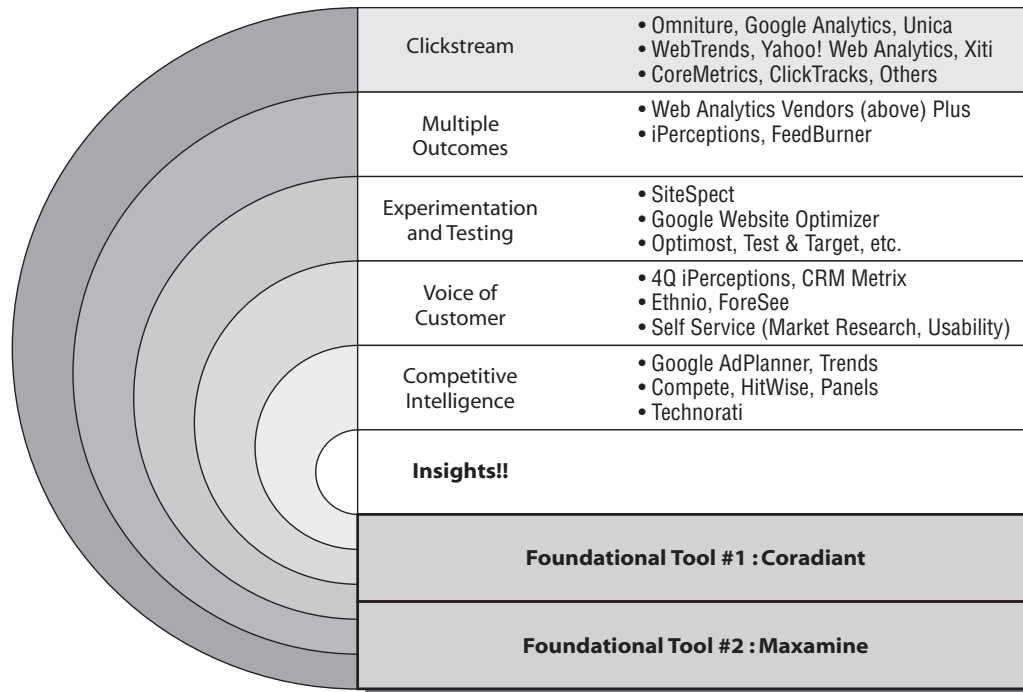 Clickstream
• Omniture, Google Analytics, Unica
• WebTrends, Yahoo! Web Analytics, Xiti
• CoreMetrics, ClickTracks, Others
Multiple
Outcomes
• Web Analytics Vendors (above) Plus
• iPerceptions, FeedBurner
Experimentation
and Testing
• SiteSpect
• Google Website Optimizer
• Optimost, Test & Target, etc.
Voice of
Customer
• 4Q iPerceptions, CRM Metrix
• Ethnio, ForeSee
• Self Service (Market Research, Usability)
Competitive
Intelligence
• Google AdPlanner, Trends
• Compete, HitWise, Panels
• Technorati
Insights!!
Foundational Tool #1 : Coradiant
Foundational Tool #2 : Maxamine